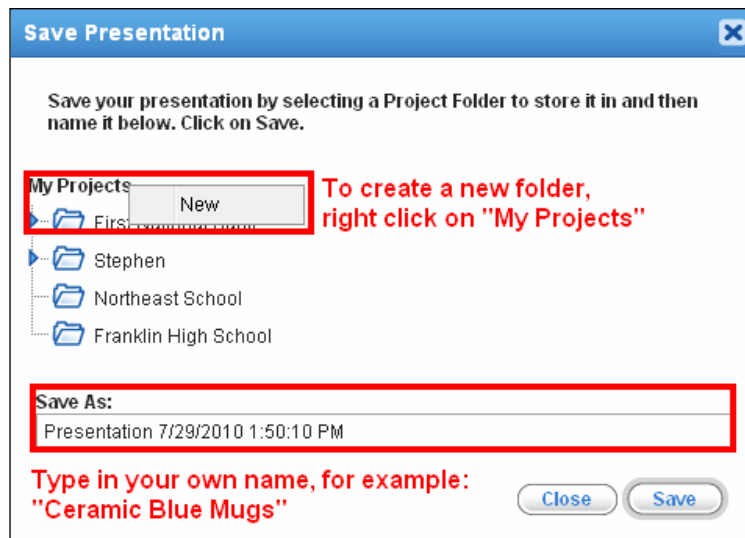 Save Presentation
Save your presentation by selecting a Project Folder to store it in and then
name it below. Click on Save.
My Projects
New
To create a new folder,
right click on "My Projects"
First
Stephen
Northeast School
Franklin High School
Save As:
Presentation 7/29/2010 1:50:10 PM
Type in your own name, for example:
"Ceramic Blue Mugs"
Close
Save